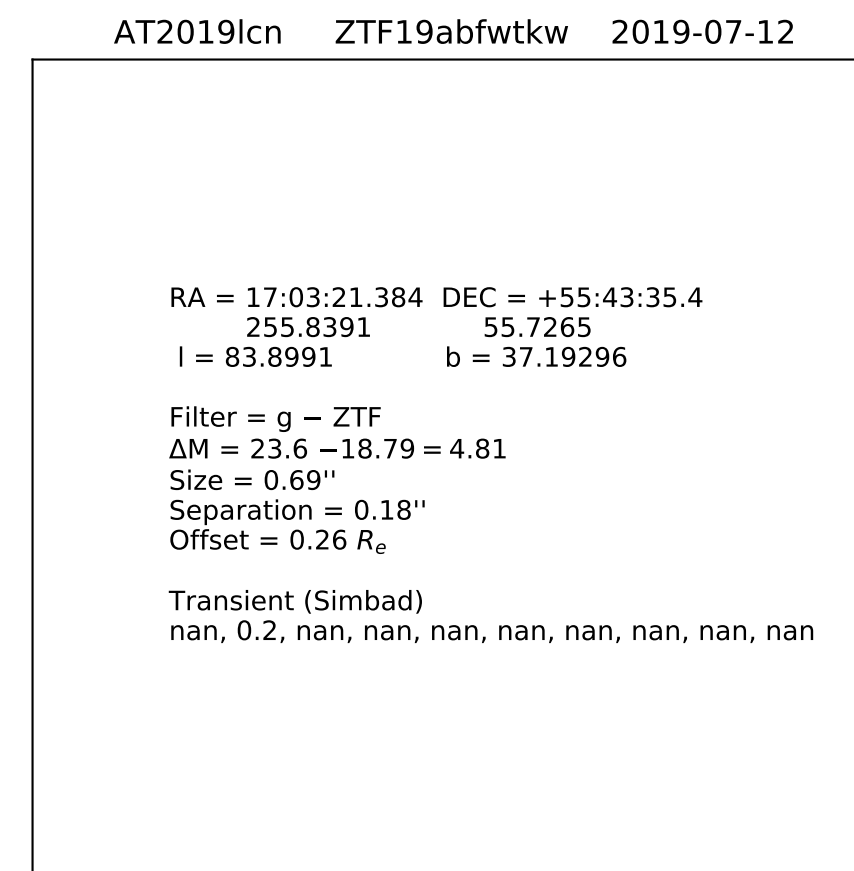 AT2019lcn ZTF19abfwtkw 2019-07-12
RA = 17:03:21.384 DEC = +55:43:35.4
255.8391 55.7265
l = 83.8991 b = 37.19296
Filter = g − ZTF
ΔM = 23.6 −18.79 = 4.81
Size = 0.69''
Separation = 0.18''
Offset = 0.26 Re
Transient (Simbad)
nan, 0.2, nan, nan, nan, nan, nan, nan, nan, nan